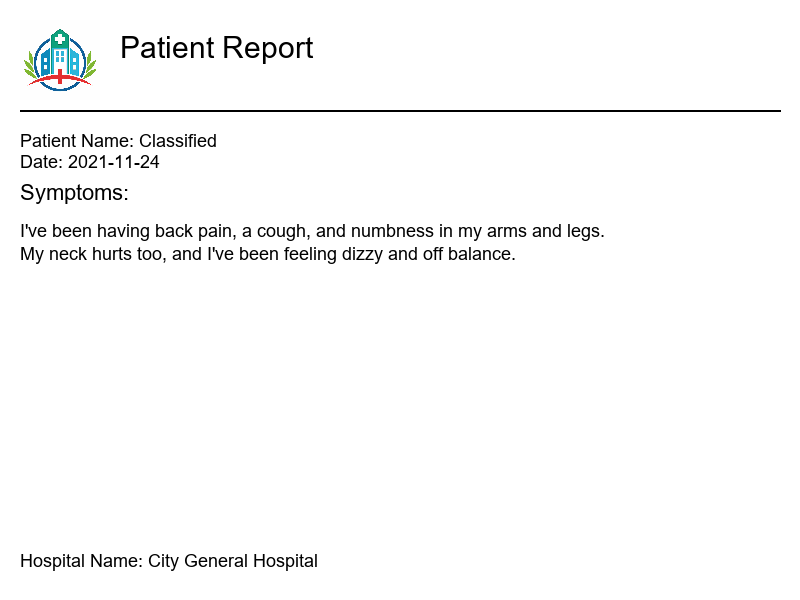 Patient Report
Patient Name: Classified
Date: 2021-11-24
Symptoms:
I've been having back pain, a cough, and numbness in my arms and legs.
My neck hurts too, and I've been feeling dizzy and off balance.
Hospital Name: City General Hospital